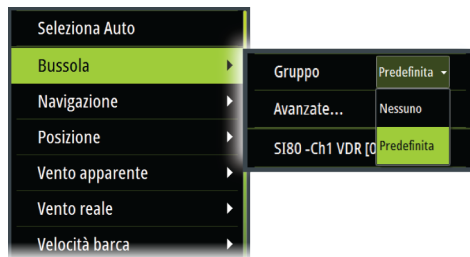 Seleziona Auto
Bussola
Navigazione
Posizione
Vento apparente
Vento reale
Velocità barca
Gruppo Predefinita
Avanzate... Nessuno
SI80 -Ch1 VDR [0 Predefinita